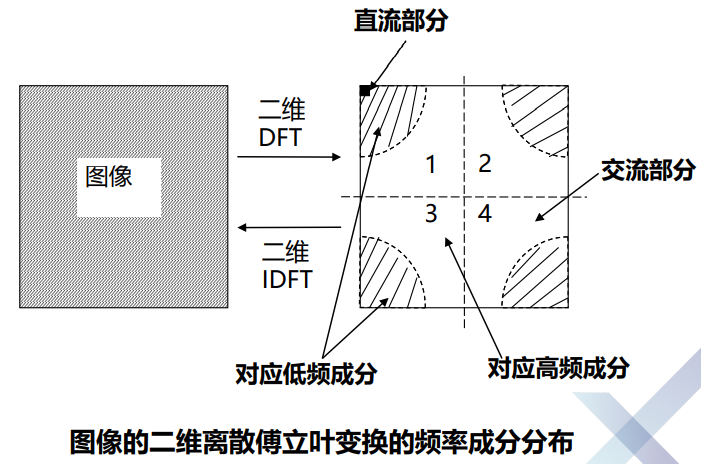 直流部分
二维
DFT
图像
1
2
交流部分
3
4
二维
IDFT
对应低频成分
对应高频成分
图像的二维离散傅立叶变换的频率成分分布